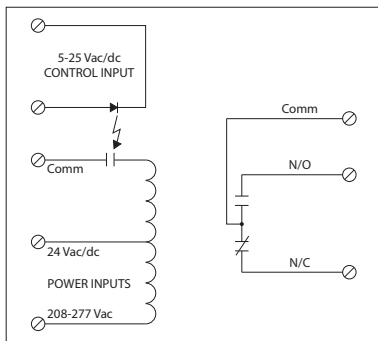 5-25 Vac/dc
CONTROL INPUT
Comm
Comm
N/O
24 Vac/dc
POWER INPUTS
N/C
208-277 Vac